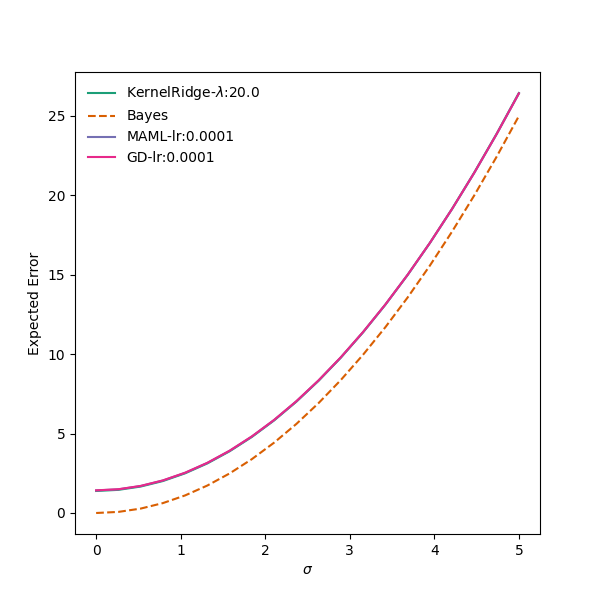 KernelRidge-λ:20.0
Bayes
MAML-lr:0.0001
GD-lr:0.0001
25
20
15
10
5
0
Expected Error
0 1 2 3 4 5
σ